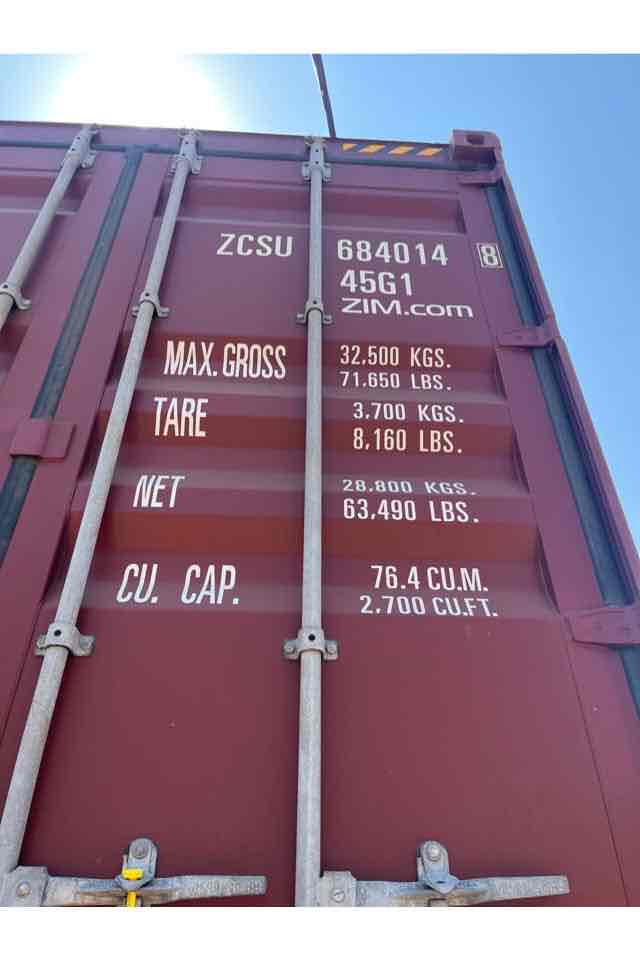 ZCSU 684014 8
45G1
ZIM.com
MAX. GROSS 32,500 KGS.
71,650 LBS.
TARE 3,700 KGS.
8,160 LBS.
NET 28,800 KGS.
63,490 LBS.
CU. CAP. 76.4 CU.M.
2,700 CU.FT.